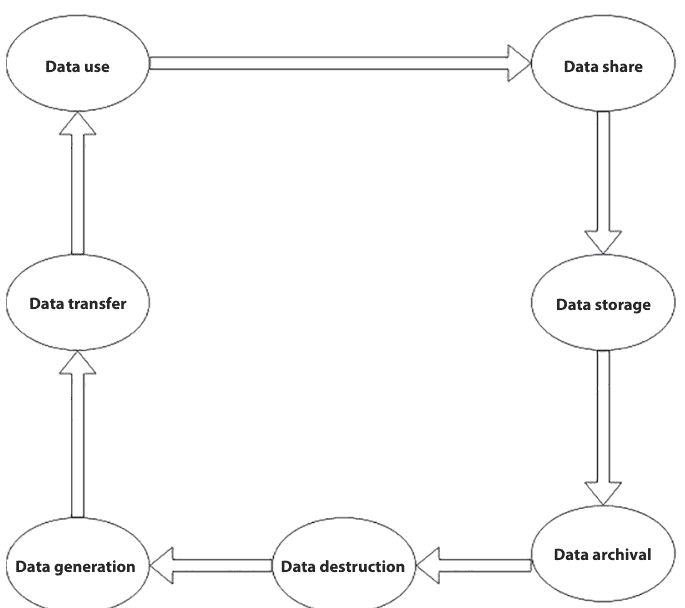 Data use
Data share
Data transfer
Data storage
Data generation
Data destruction
Data archival